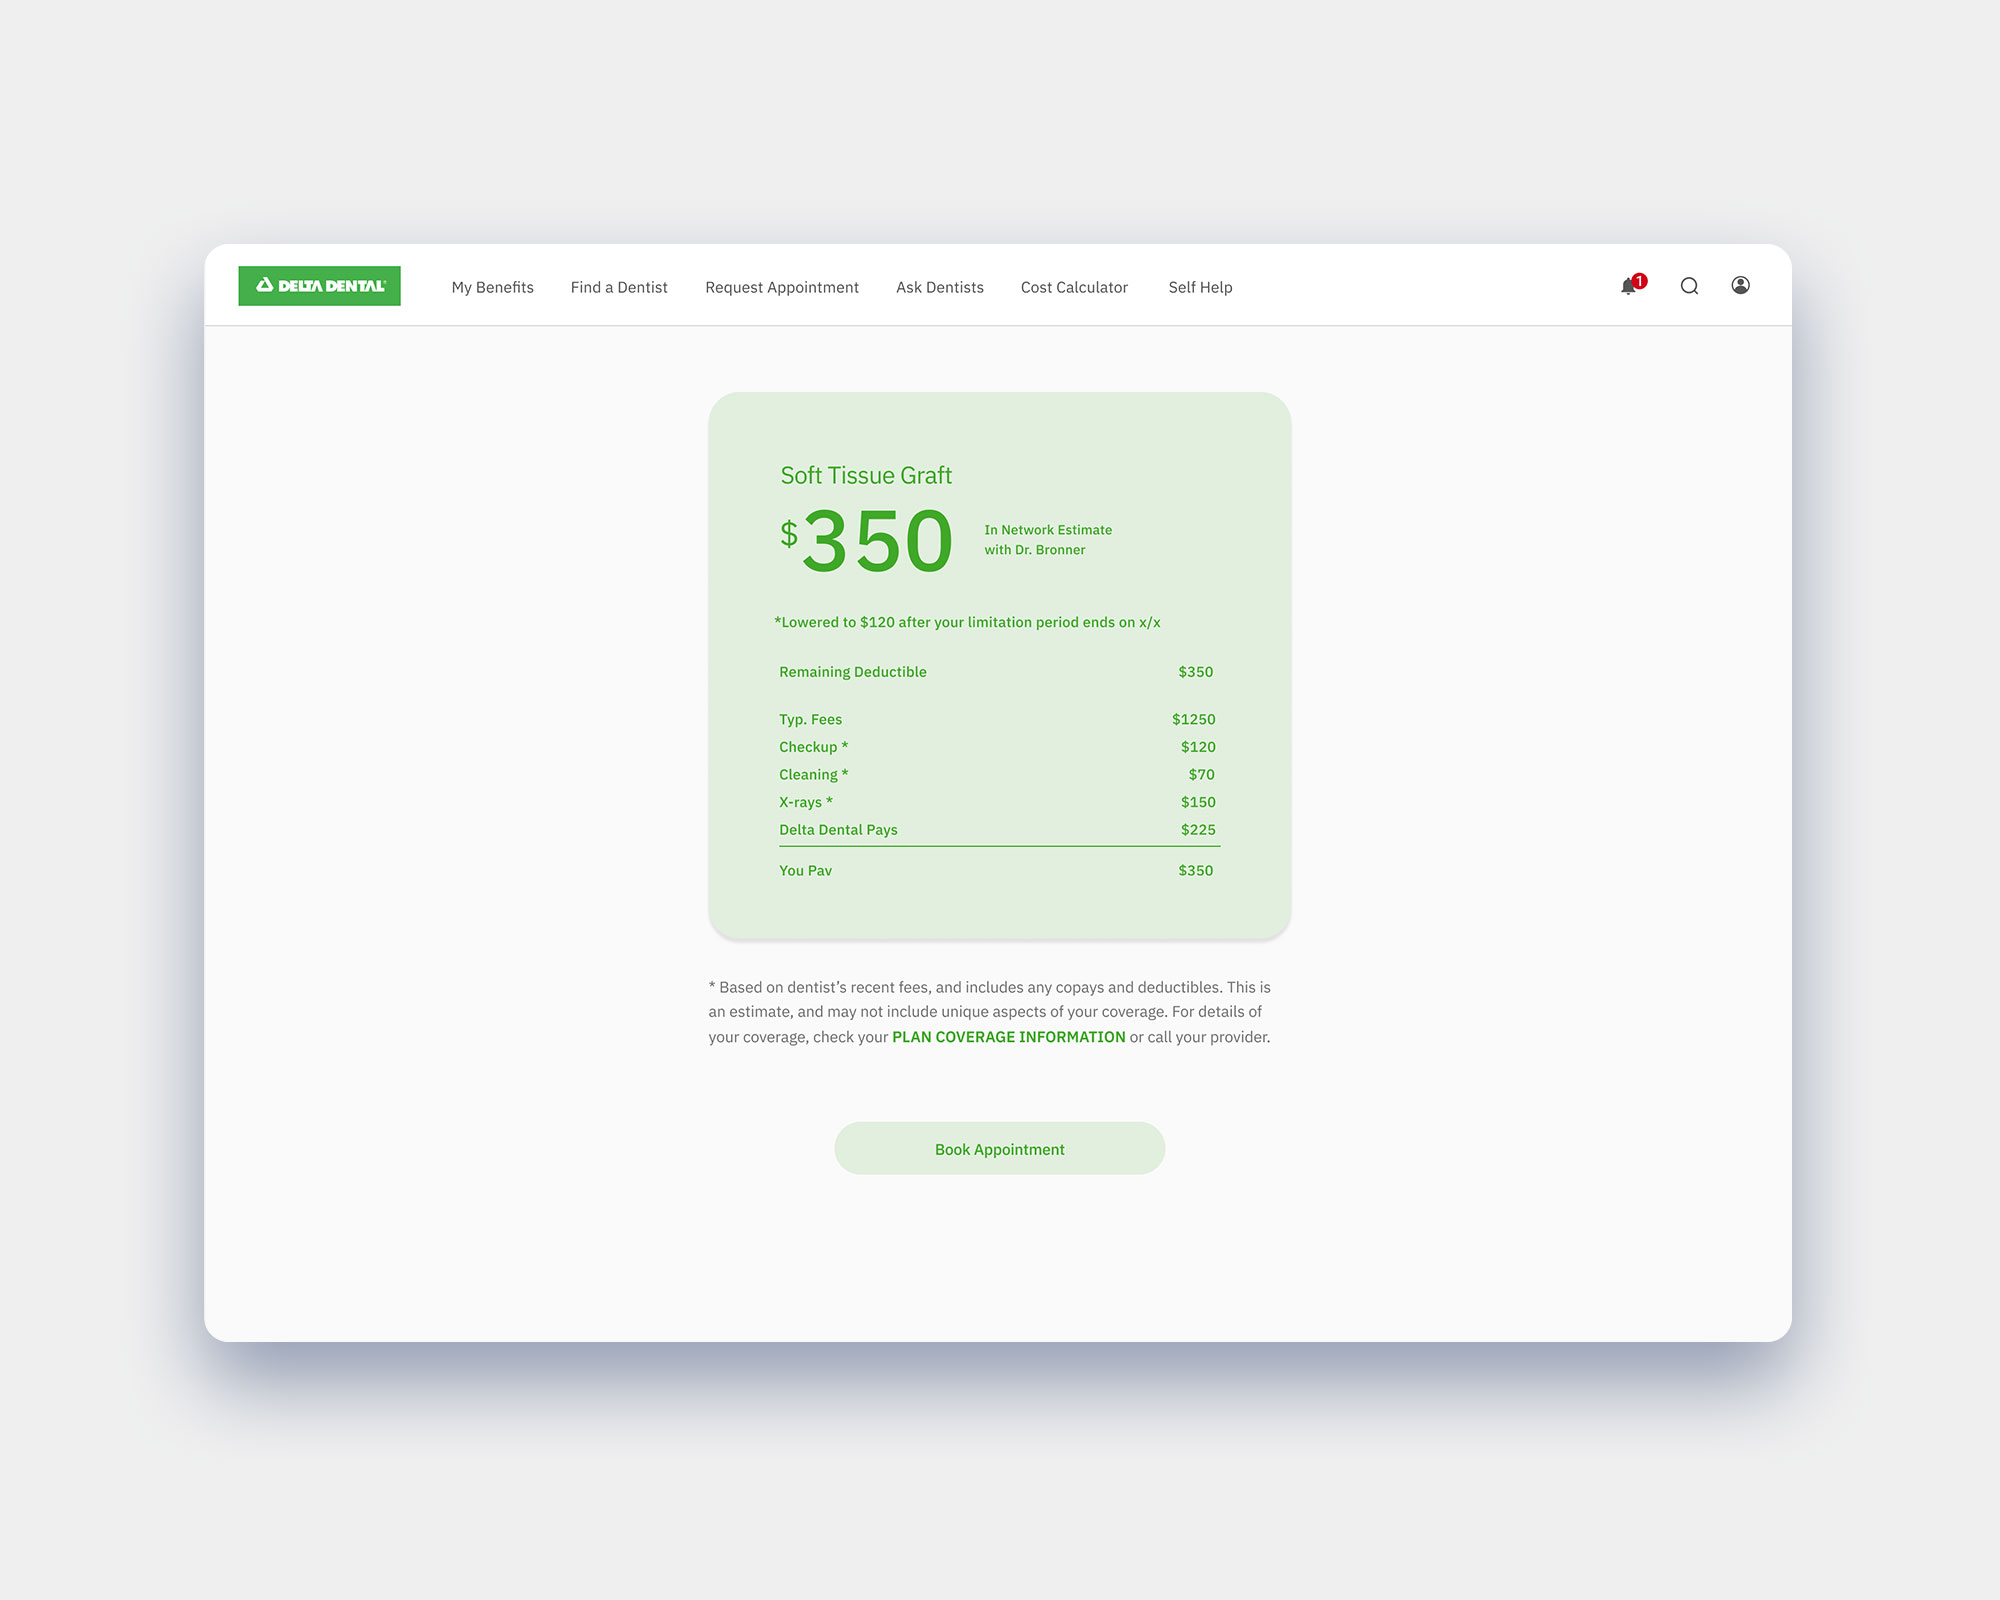 DELTA DENTAL
My Benefits Find a Dentist Request Appointment Ask Dentists Cost Calculator Self Help 1
Soft Tissue Graft
$350
In Network Estimate
with Dr. Bronner
*Lowered to $120 after your limitation period ends on x/x
Remaining Deductible $350
Typ. Fees $1250
Checkup * $120
Cleaning * $70
X-rays * $150
Delta Dental Pays $225
You Pav $350
* Based on dentist’s recent fees, and includes any copays and deductibles. This is
an estimate, and may not include unique aspects of your coverage. For details of
your coverage, check your PLAN COVERAGE INFORMATION or call your provider.
Book Appointment